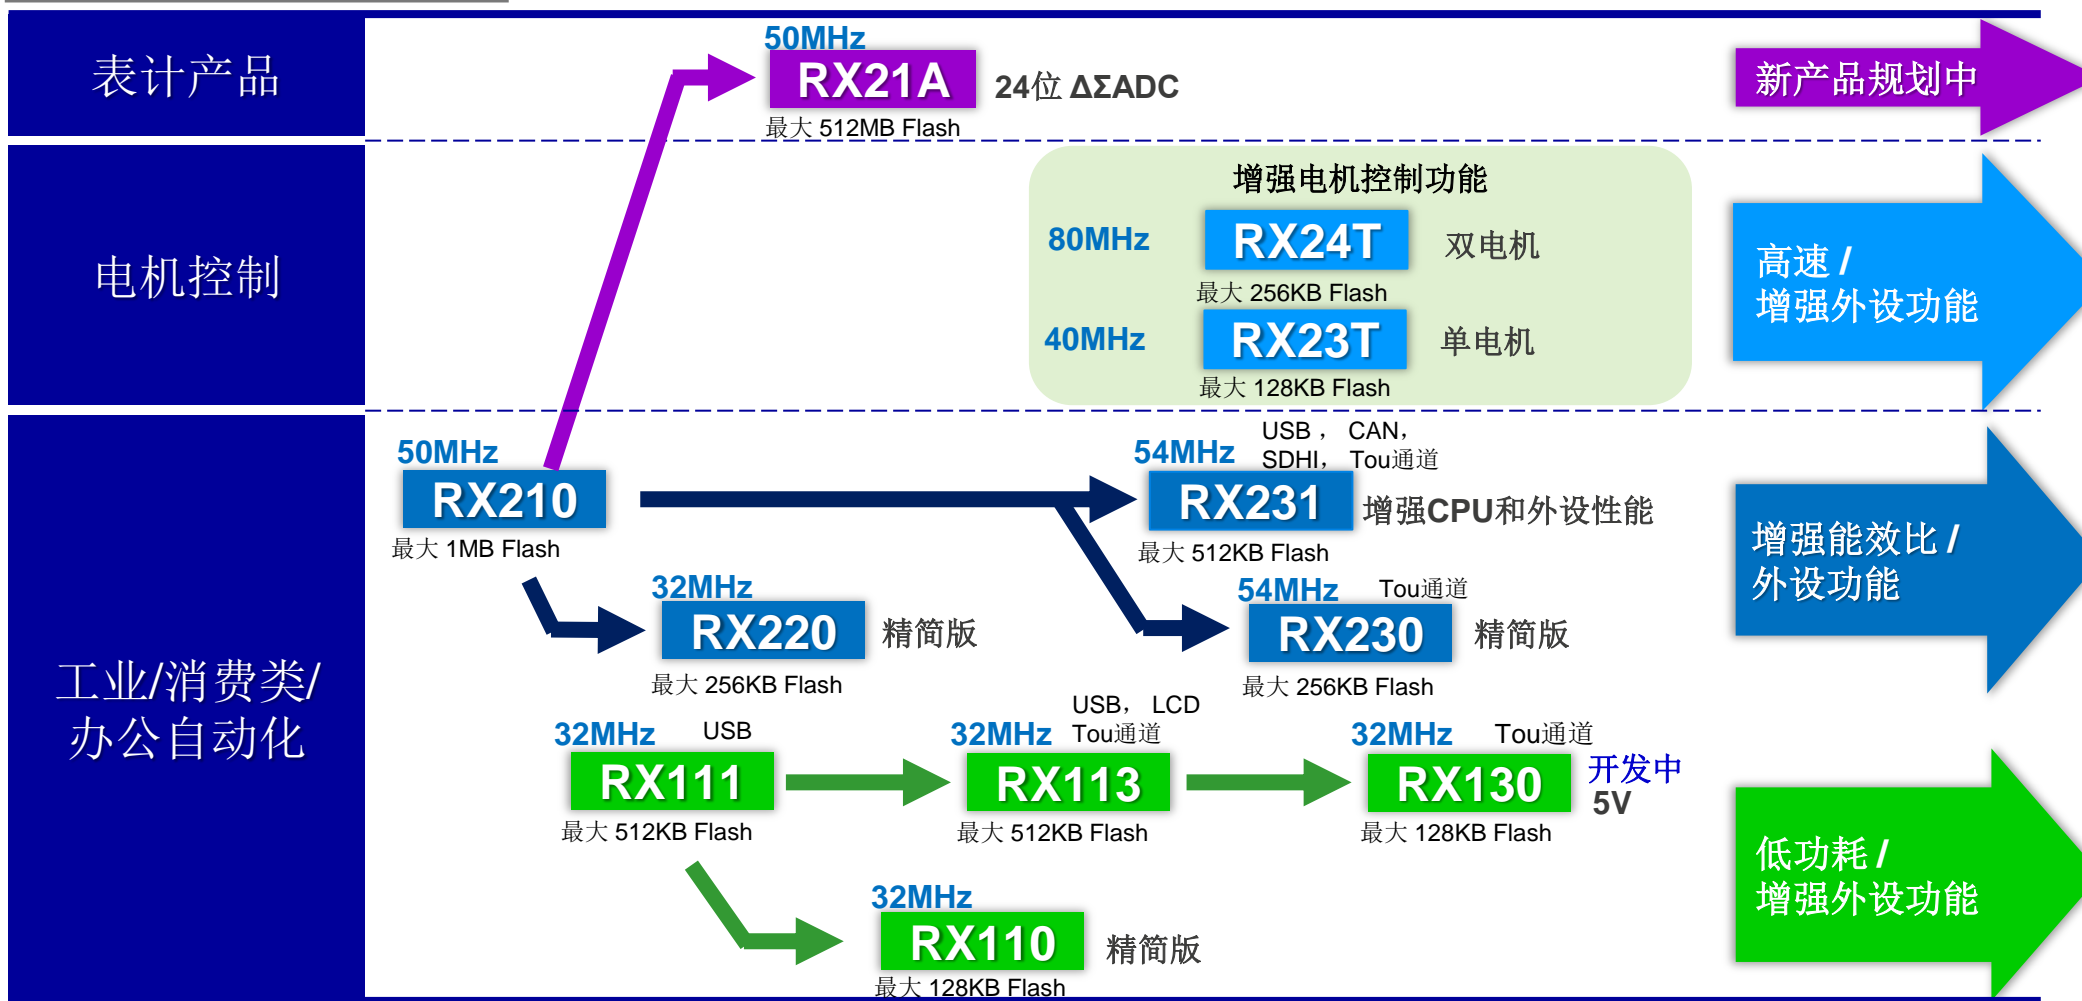 表计产品
50MHz
RX21A
24位 ΔΣADC
最大 512MB Flash
新产品规划中
电机控制
增强电机控制功能
80MHz
RX24T
双电机
最大 256KB Flash
40MHz
RX23T
单电机
最大 128KB Flash
高速 /
增强外设功能
工业/消费类/
办公自动化
50MHz
RX210
最大 1MB Flash
54MHz
USB ， CAN，
SDHI， Tou通道
RX231
增强CPU和外设性能
最大 512KB Flash
32MHz
RX220
精简版
最大 256KB Flash
54MHz
Tou通道
RX230
精简版
最大 256KB Flash
增强能效比 /
外设功能
32MHz
USB
RX111
最大 512KB Flash
32MHz
USB， LCD
Tou通道
RX113
最大 512KB Flash
32MHz
Tou通道
RX130
开发中
5V
最大 128KB Flash
32MHz
RX110
精简版
最大 128KB Flash
低功耗 /
增强外设功能